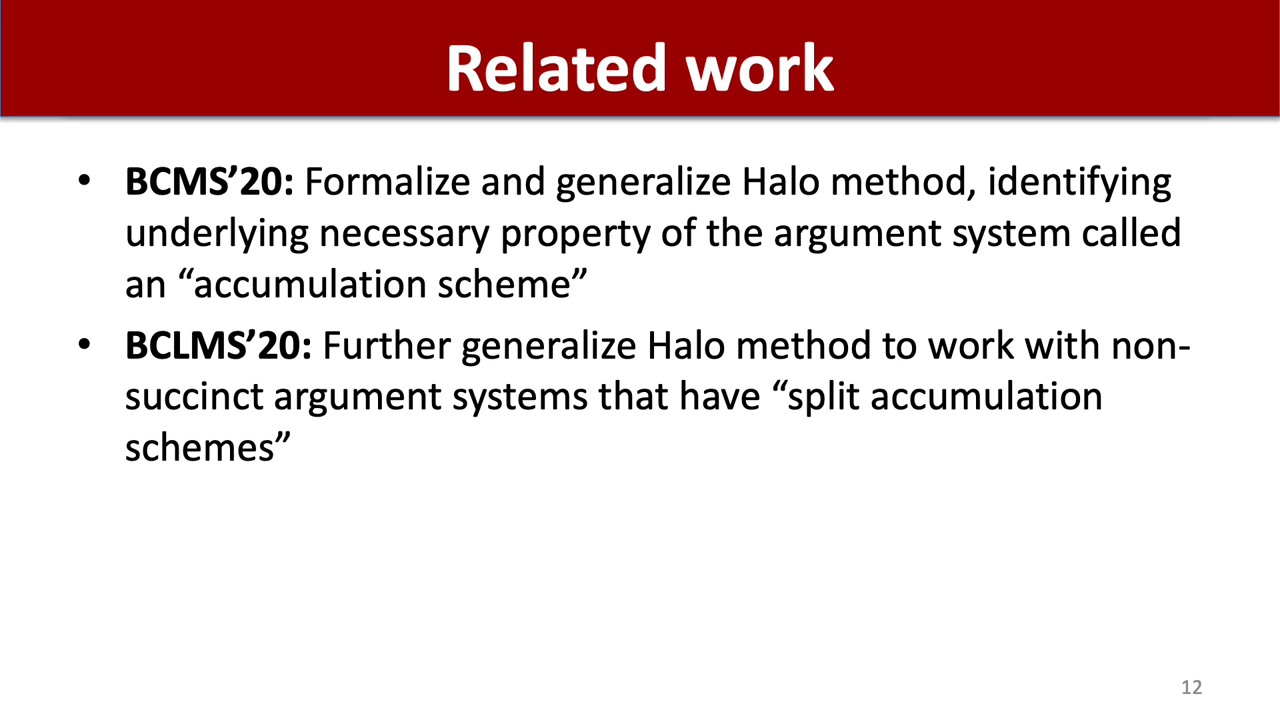 Related work
• BCMS’20: Formalize and generalize Halo method, identifying
underlying necessary property of the argument system called
an “accumulation scheme”
• BCLMS’20: Further generalize Halo method to work with non-
succinct argument systems that have “split accumulation
schemes”
12